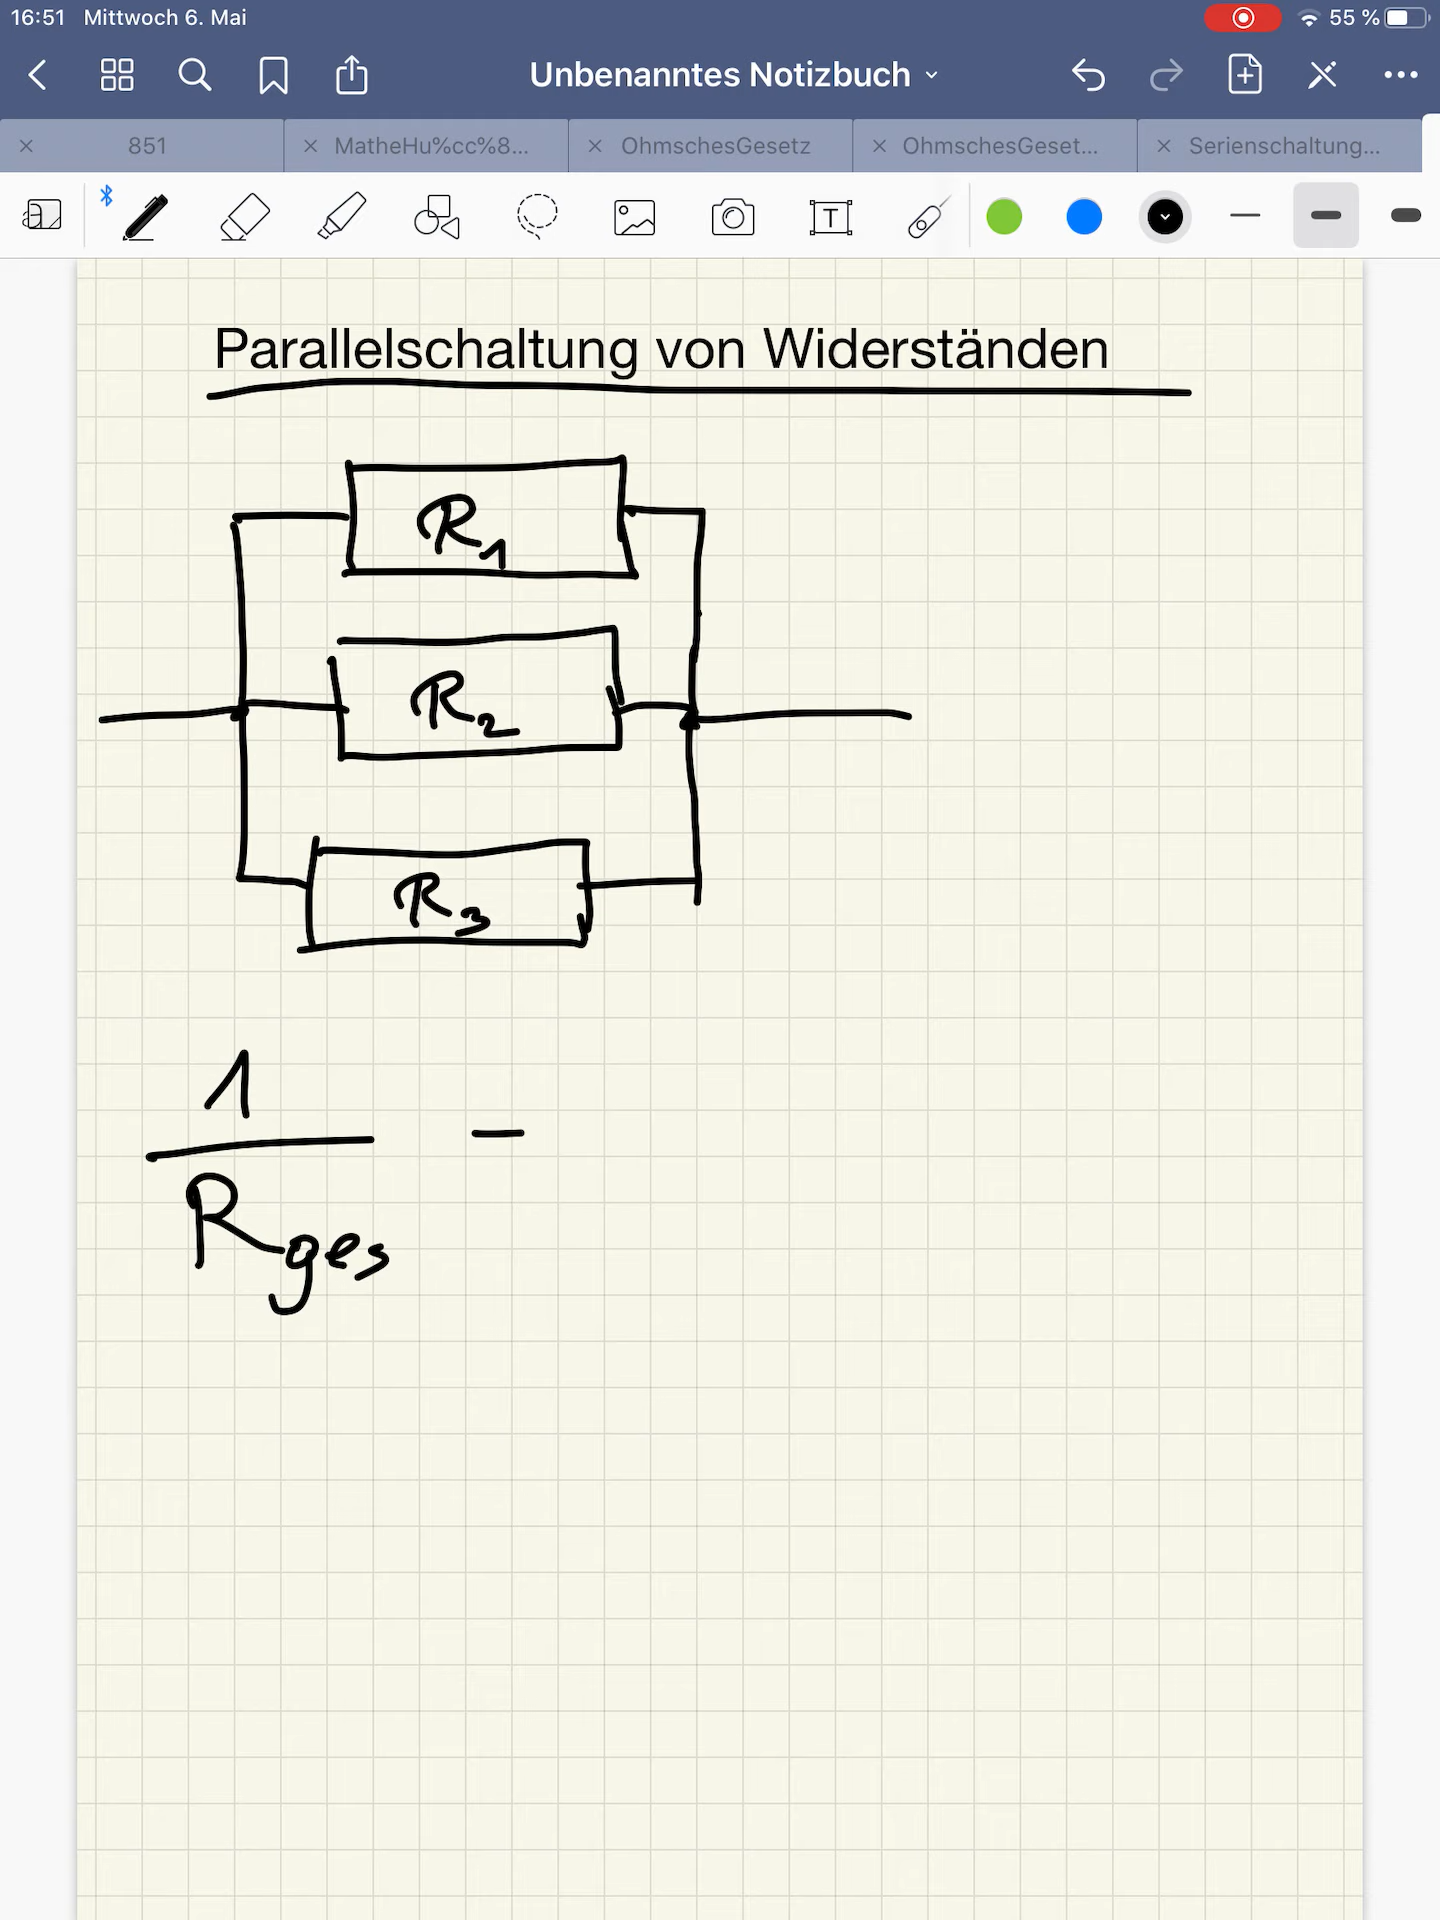 16:51 Mittwoch 6. Mai 55 %
Unbenanntes Notizbuch
851 MatheHu%cc%8... OhmschesGesetz OhmschesGeset... Serienschaltung...
Parallelschaltung von Widerständen
R1
R2
R3
1
—
Rges